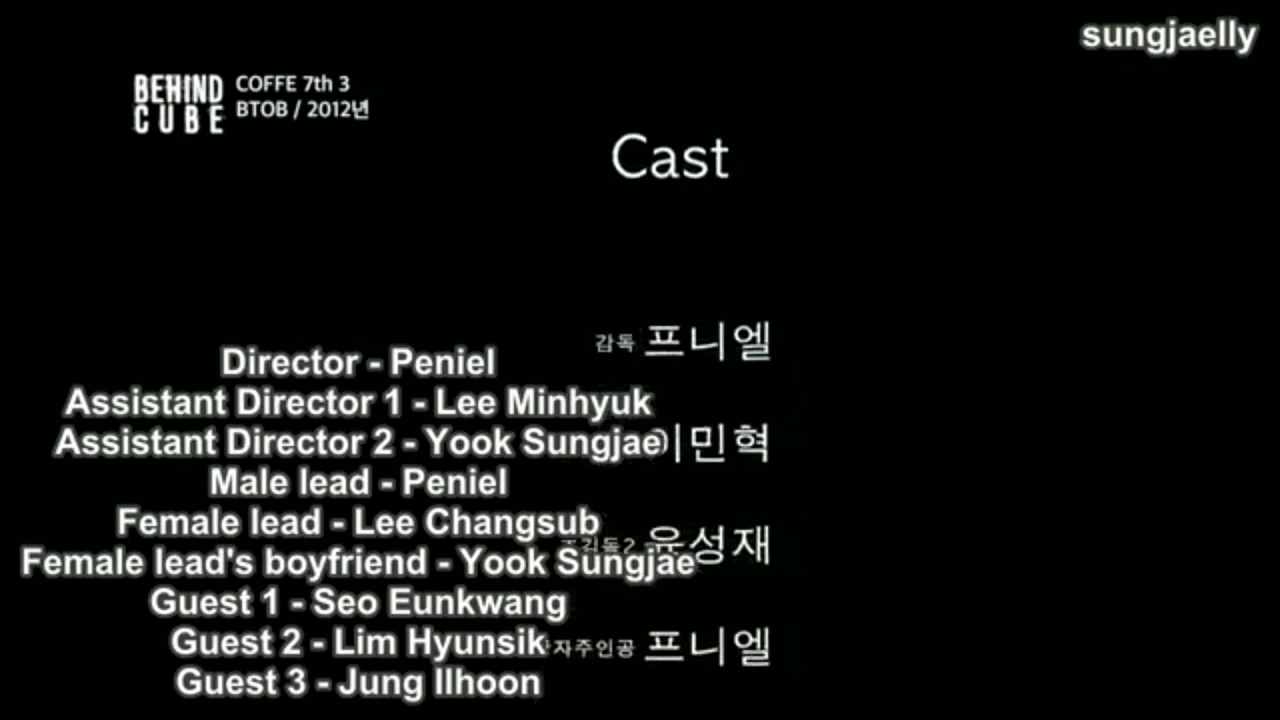 sungjaelly
BEHIND
CUBE
COFFE 7th 3
BTOB / 2012년
Cast
감독 프니엘
이민혁
육성재
자주인공 프니엘
Director - Peniel
Assistant Director 1 - Lee Minhyuk
Assistant Director 2 - Yook Sungjae
Male lead - Peniel
Female lead - Lee Changsub
Female lead's boyfriend - Yook Sungjae
Guest 1 - Seo Eunkwang
Guest 2 - Lim Hyunsik
Guest 3 - Jung Ilhoon